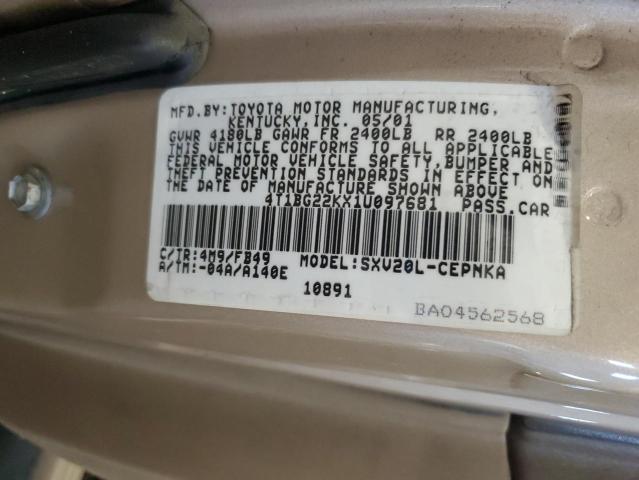 MFD.BY:TOYOTA MOTOR MANUFACTURING,
KENTUCKY,INC. 05/01
GVWR 4180LB GAWR FR 2400LB RR 2400LB
THIS VEHICLE CONFORMS TO ALL APPLICABLE
FEDERAL MOTOR VEHICLE SAFETY,BUMPER AND
THEFT PREVENTION STANDARDS IN EFFECT ON
THE DATE OF MANUFACTURE SHOWN ABOVE
4T1BG22KX1U097681 PASS.CAR
C/TR:4M9/FB49 MODEL:SXV20L-CEPNKA
A/TM:-04A/A140E
10891
BA04562568